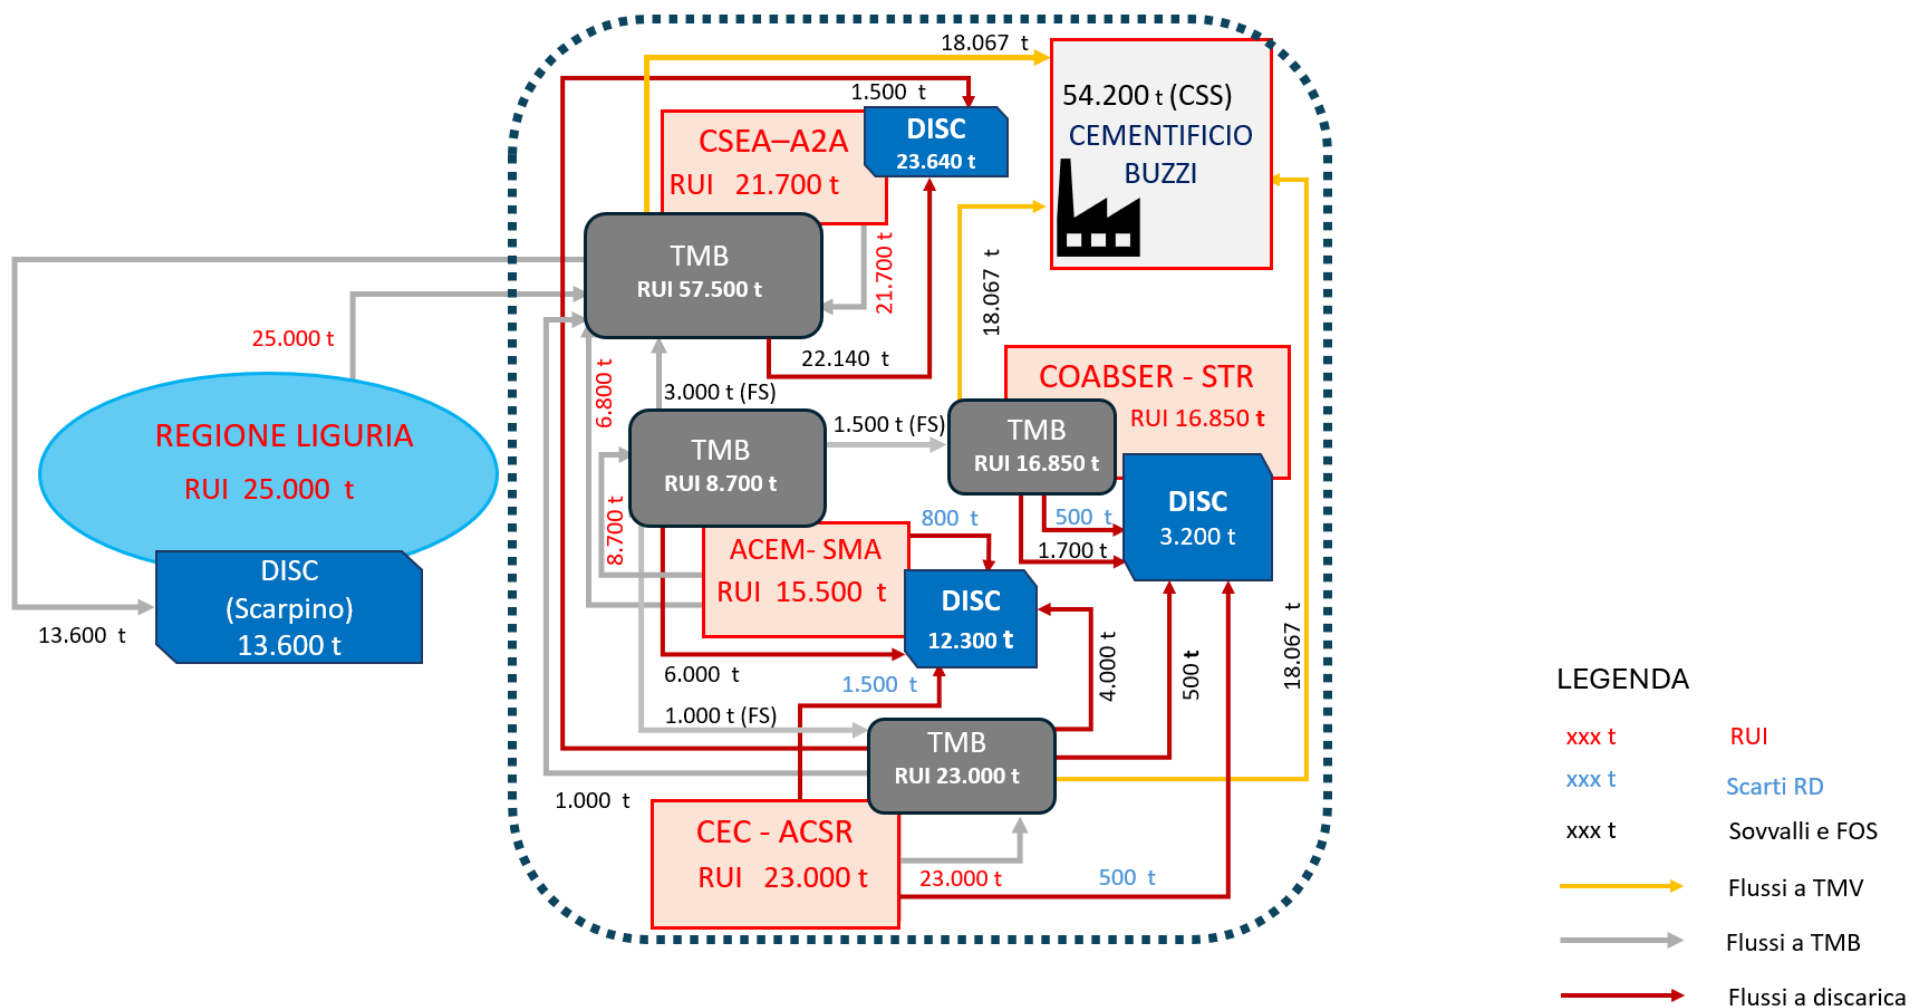 18.067 t
54.200 t (CSS)
CEMENTIFICIO
BUZZI
1.500 t
DISC
23.640 t
CSEA–A2A
RUI 21.700 t
TMB
RUI 57.500 t
21.700 t
18.067 t
25.000 t
22.140 t
6.800 t
3.000 t (FS)
REGIONE LIGURIA
RUI 25.000 t
DISC
(Scarpino)
13.600 t
13.600 t
TMB
RUI 8.700 t
1.500 t (FS)
COABSER - STR
RUI 16.850 t
TMB
RUI 16.850 t
DISC
3.200 t
500 t
1.700 t
8.700 t
800 t
ACEM- SMA
RUI 15.500 t
DISC
12.300 t
6.000 t
1.500 t
4.000 t
500 t
18.067 t
1.000 t (FS)
TMB
RUI 23.000 t
1.000 t
CEC - ACSR
RUI 23.000 t
23.000 t
500 t
LEGENDA
xxx t RUI
xxx t Scarti RD
xxx t Sovvalli e FOS
Flussi a TMV
Flussi a TMB
Flussi a discarica